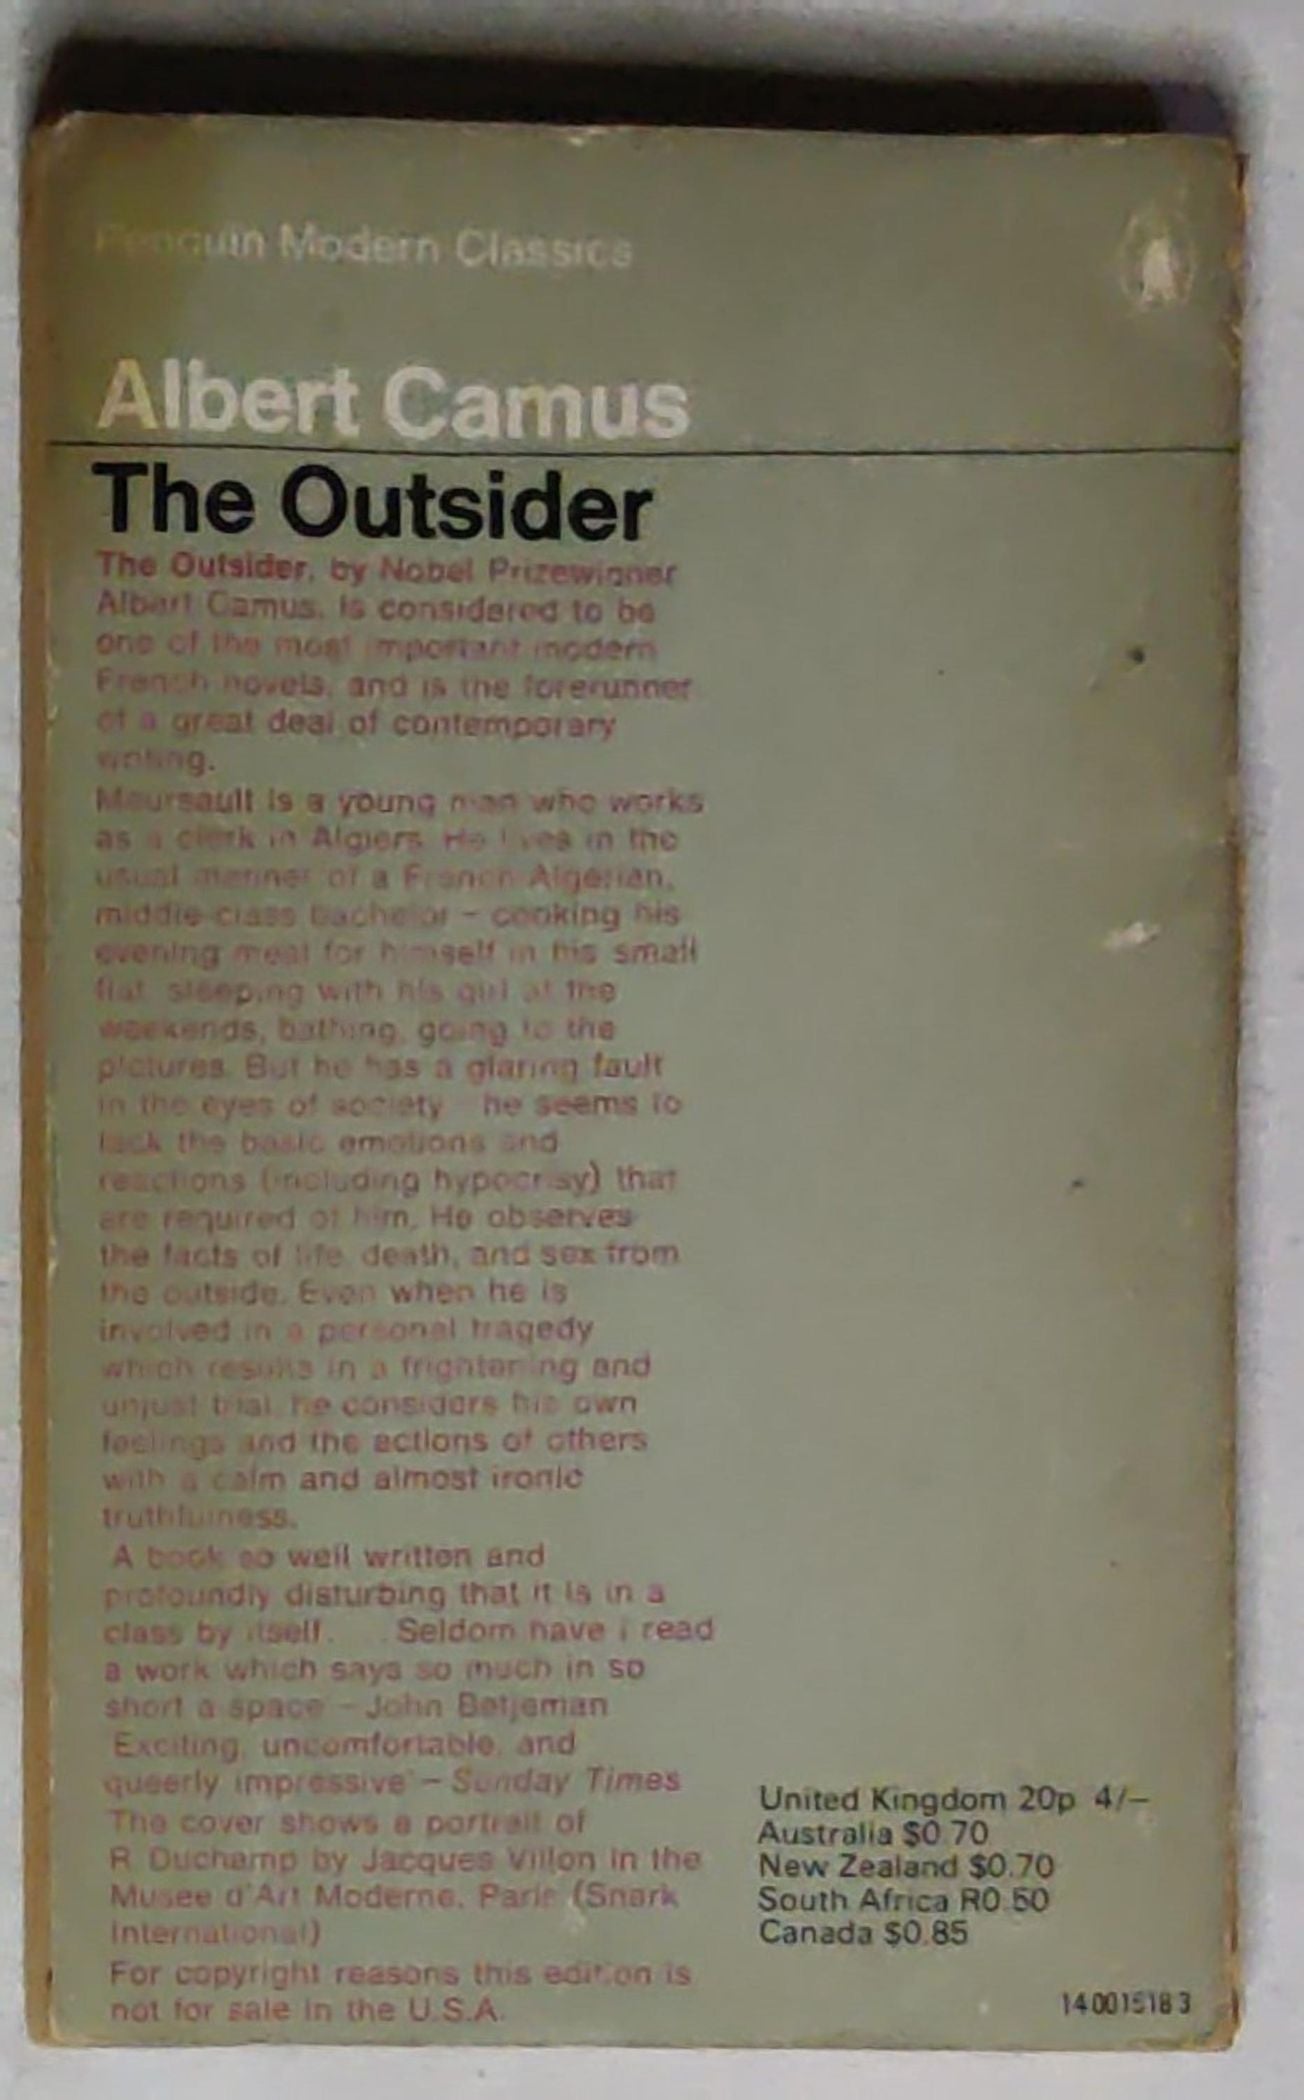 Penguin Modern Classics
Albert Camus
The Outsider
The Outsider, by Nobel Prizewinner
Albert Camus, is considered to be
one of the most important modern
French novels, and is the forerunner
of a great deal of contemporary
writing.
Meursault is a young man who works
as a clerk in Algiers. He lives in the
usual manner of a French-Algerian,
middle-class bachelor – cooking his
evening meal for himself in his small
flat, sleeping with his girl at the
weekends, bathing, going to the
pictures. But he has a glaring fault
in the eyes of society he seems to
lack the basic emotions and
reactions (including hypocrisy) that
are required of him. He observes
the facts of life, death, and sex from
the outside. Even when he is
involved in a personal tragedy
which results in a frightening and
unjust trial, he considers his own
feelings and the actions of others
with a calm and almost ironic
truthfulness.
A book so well written and
profoundly disturbing that it is in a
class by itself. . . Seldom have I read
a work which says so much in so
short a space – John Betjeman
Exciting, uncomfortable, and
queerly impressive' – Sunday Times
The cover shows a portrait of
R. Duchamp by Jacques Villon in the
Musee d'Art Moderne, Paris (Snark
International)
For copyright reasons this edition is
not for sale in the U.S.A.
United Kingdom 20p 4/–
Australia $0.70
New Zealand $0.70
South Africa R0.50
Canada $0.85
14 001518 3